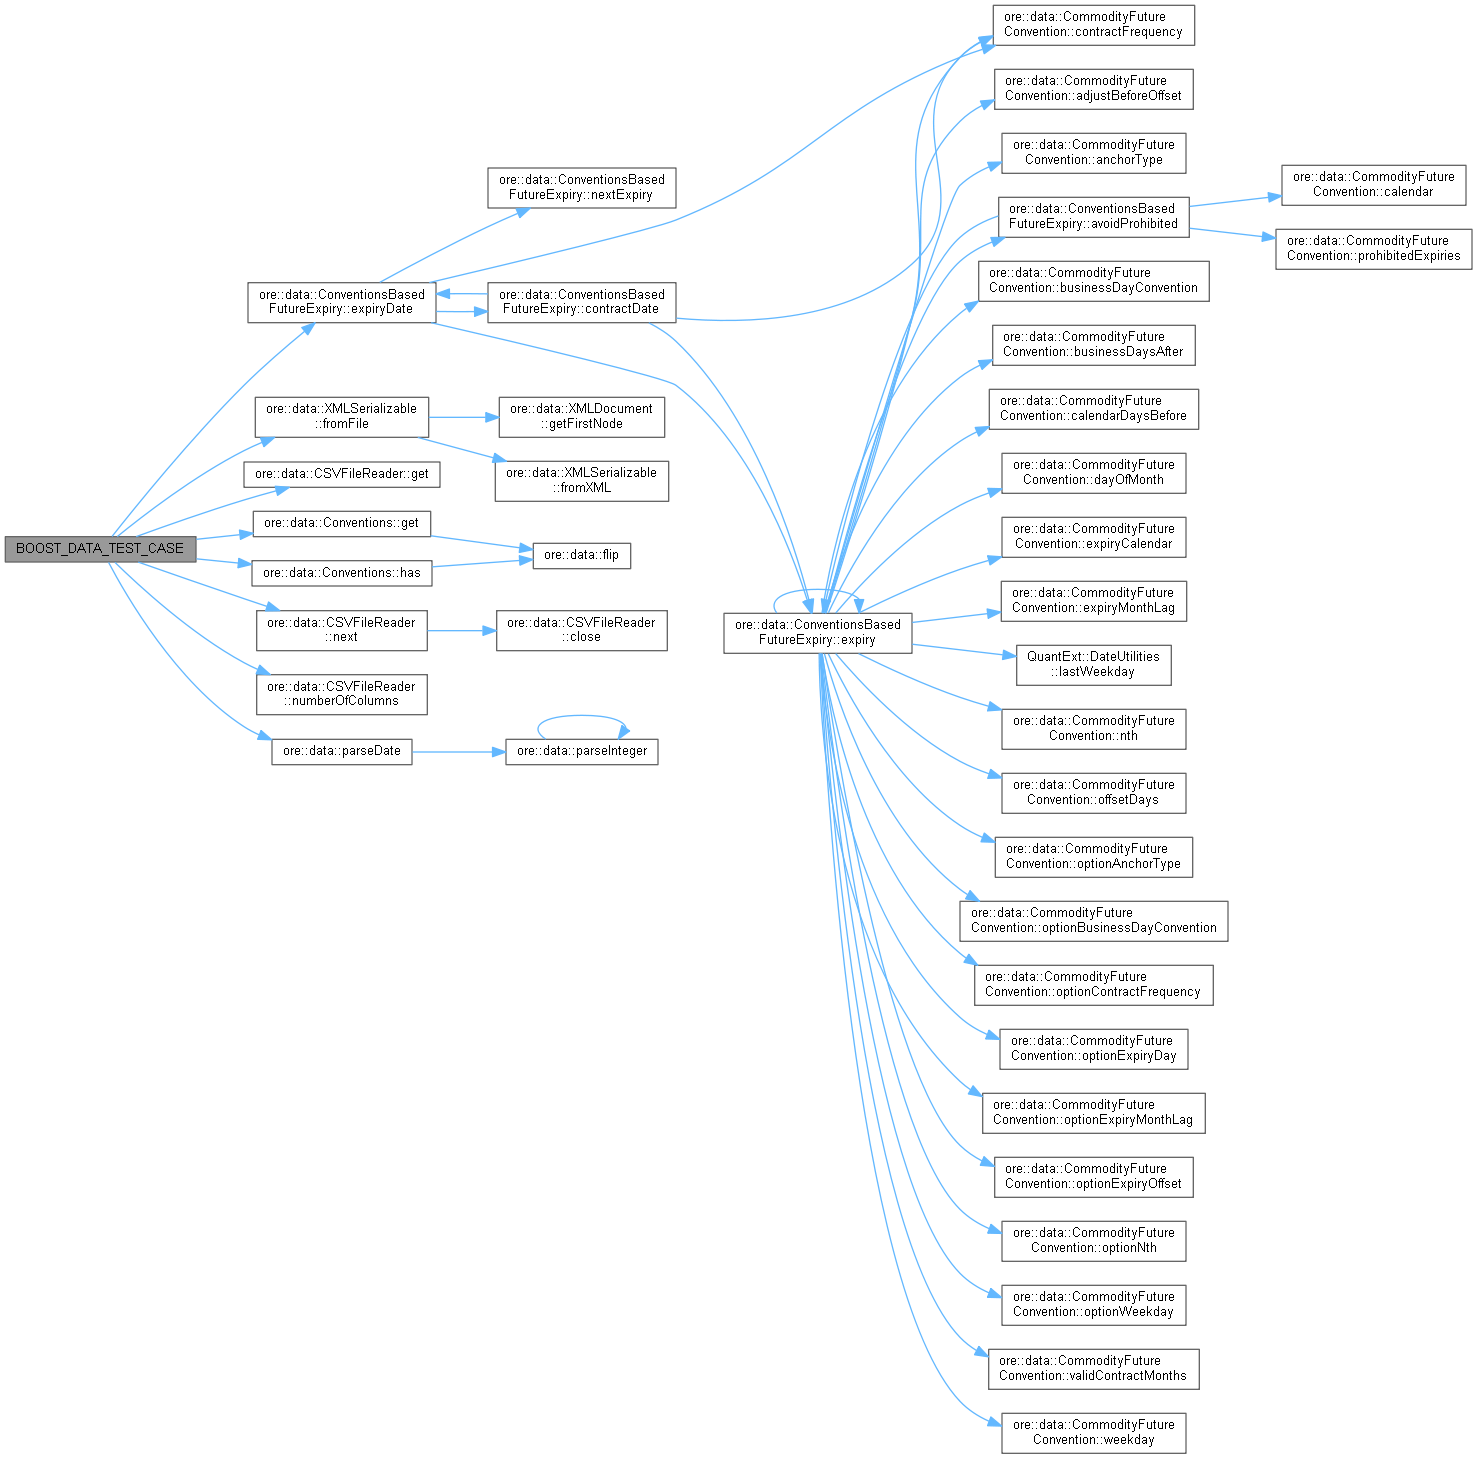 BOOST_DATA_TEST_CASE
ore::data::ConventionsBased
FutureExpiry::expiryDate
ore::data::XMLSerializable
::fromFile
ore::data::CSVFileReader::get
ore::data::Conventions::get
ore::data::Conventions::has
ore::data::CSVFileReader
::next
ore::data::CSVFileReader
::numberOfColumns
ore::data::parseDate
ore::data::ConventionsBased
FutureExpiry::nextExpiry
ore::data::ConventionsBased
FutureExpiry::contractDate
ore::data::XMLDocument
::getFirstNode
ore::data::XMLSerializable
::fromXML
ore::data::flip
ore::data::CSVFileReader
::close
ore::data::parseInteger
ore::data::ConventionsBased
FutureExpiry::expiry
ore::data::CommodityFuture
Convention::contractFrequency
ore::data::CommodityFuture
Convention::adjustBeforeOffset
ore::data::CommodityFuture
Convention::anchorType
ore::data::ConventionsBased
FutureExpiry::avoidProhibited
ore::data::CommodityFuture
Convention::businessDayConvention
ore::data::CommodityFuture
Convention::businessDaysAfter
ore::data::CommodityFuture
Convention::calendarDaysBefore
ore::data::CommodityFuture
Convention::dayOfMonth
ore::data::CommodityFuture
Convention::expiryCalendar
ore::data::CommodityFuture
Convention::expiryMonthLag
QuantExt::DateUtilities
::lastWeekday
ore::data::CommodityFuture
Convention::nth
ore::data::CommodityFuture
Convention::offsetDays
ore::data::CommodityFuture
Convention::optionAnchorType
ore::data::CommodityFuture
Convention::optionBusinessDayConvention
ore::data::CommodityFuture
Convention::optionContractFrequency
ore::data::CommodityFuture
Convention::optionExpiryDay
ore::data::CommodityFuture
Convention::optionExpiryMonthLag
ore::data::CommodityFuture
Convention::optionExpiryOffset
ore::data::CommodityFuture
Convention::optionNth
ore::data::CommodityFuture
Convention::optionWeekday
ore::data::CommodityFuture
Convention::validContractMonths
ore::data::CommodityFuture
Convention::weekday
ore::data::CommodityFuture
Convention::calendar
ore::data::CommodityFuture
Convention::prohibitedExpiries